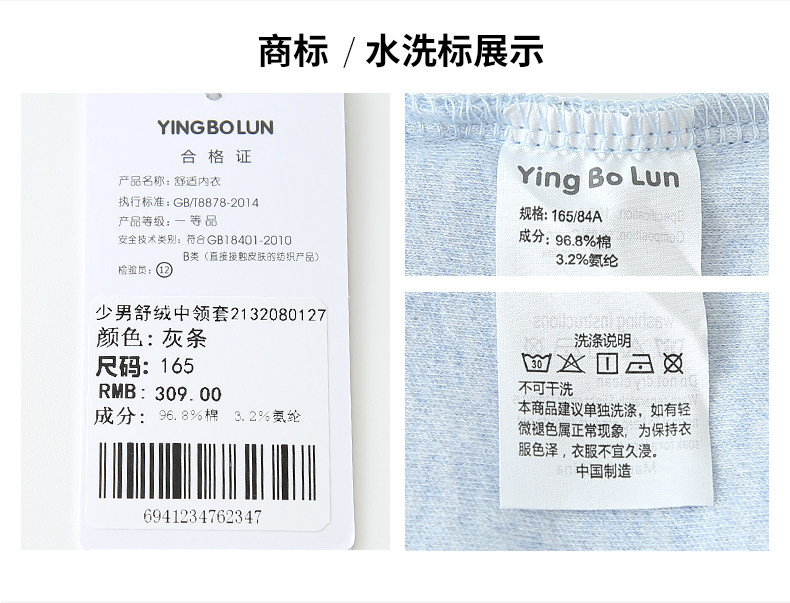 商标 / 水洗标展示
YINGBOLUN
合格证
产品名称: 舒适内衣
执行标准: GB/T8878-2014
产品等级: 一等品
安全技术类别: 符合GB18401-2010
B类（直接接触皮肤的纺织产品）
检验员: 12
少男舒绒中领套2132080127
颜色: 灰条
尺码: 165
RMB: 309.00
成分: 96.8%棉 3.2%氨纶
6941234762347
Ying Bo Lun
规格: 165/84A
成分: 96.8%棉
3.2%氨纶
洗涤说明
30
不可干洗
本商品建议单独洗涤，如有轻
微褪色属正常现象，为保持衣
服色泽，衣服不宜久浸。
中国制造